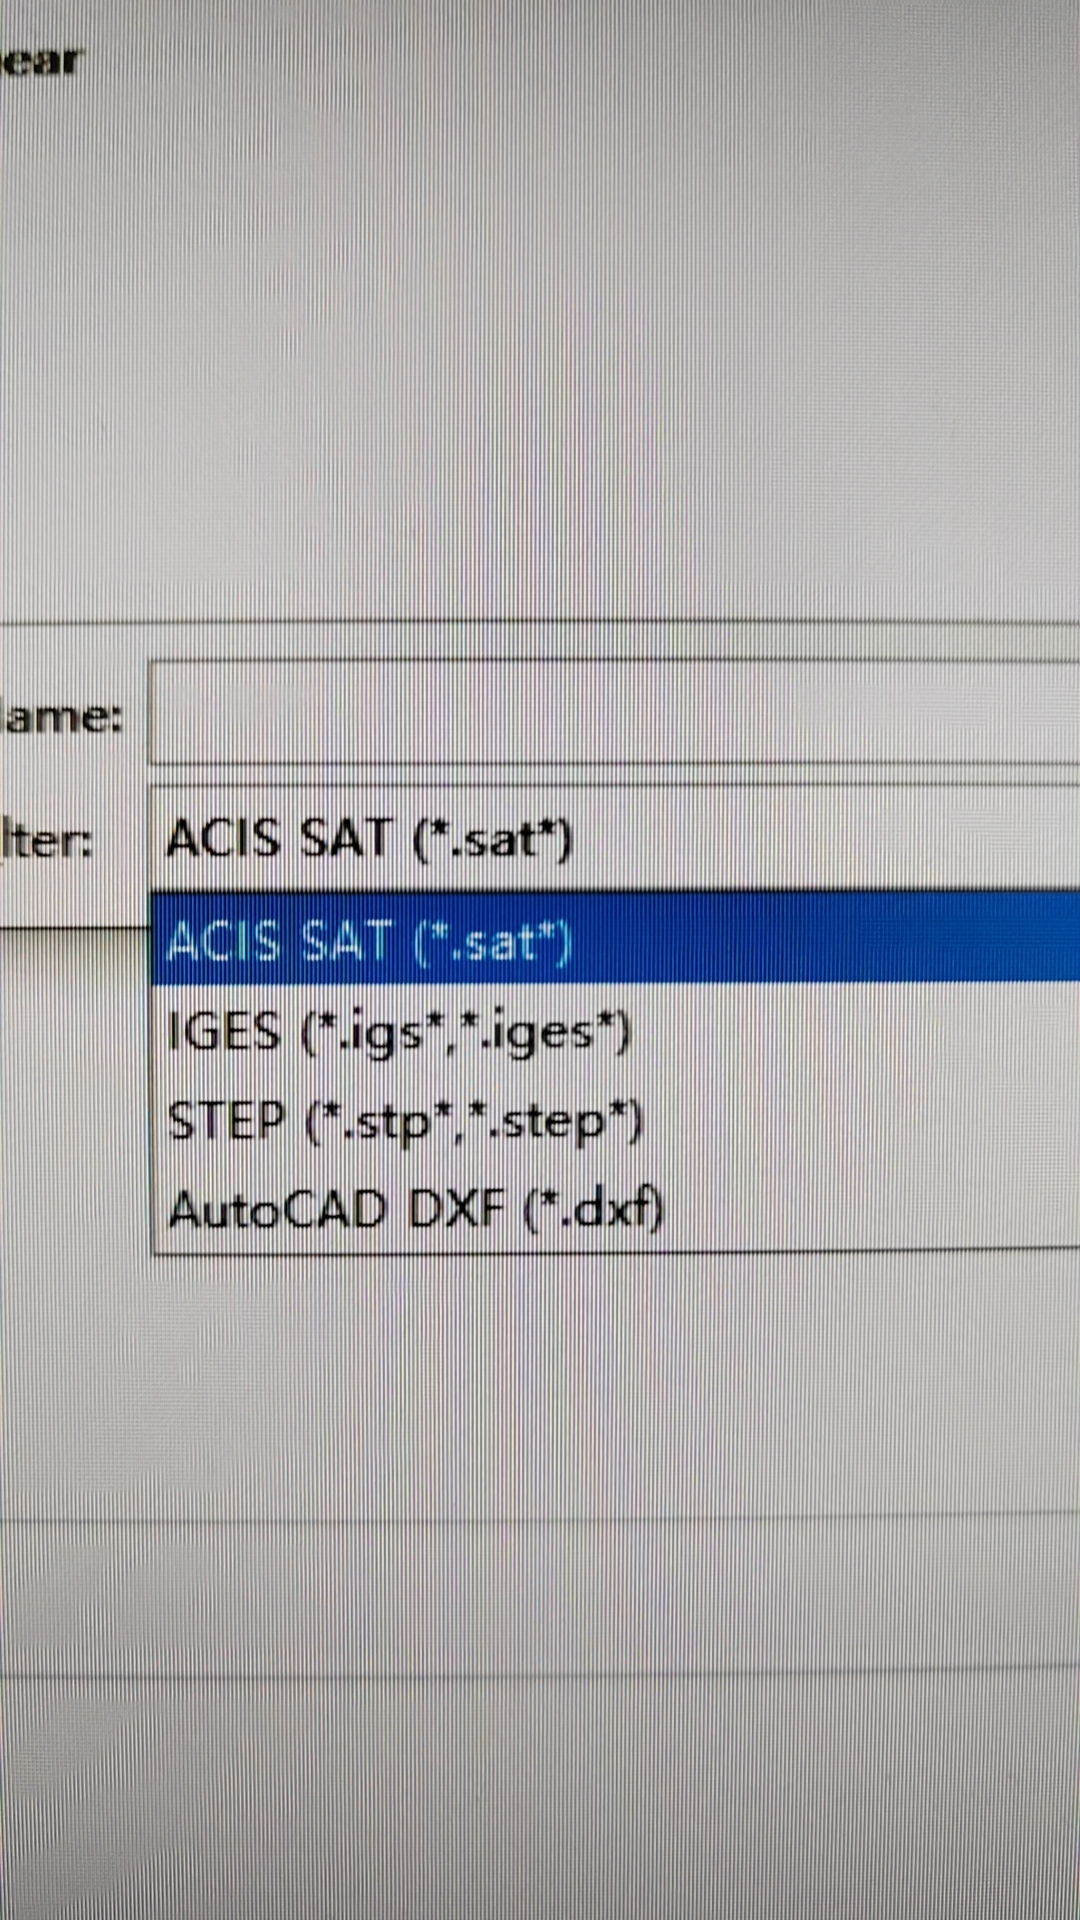 ear
ame:
lter:
ACIS SAT (*.sat*)
ACIS SAT (*.sat*)
IGES (*.igs*,*.iges*)
STEP (*.stp*,*.step*)
AutoCAD DXF (*.dxf)